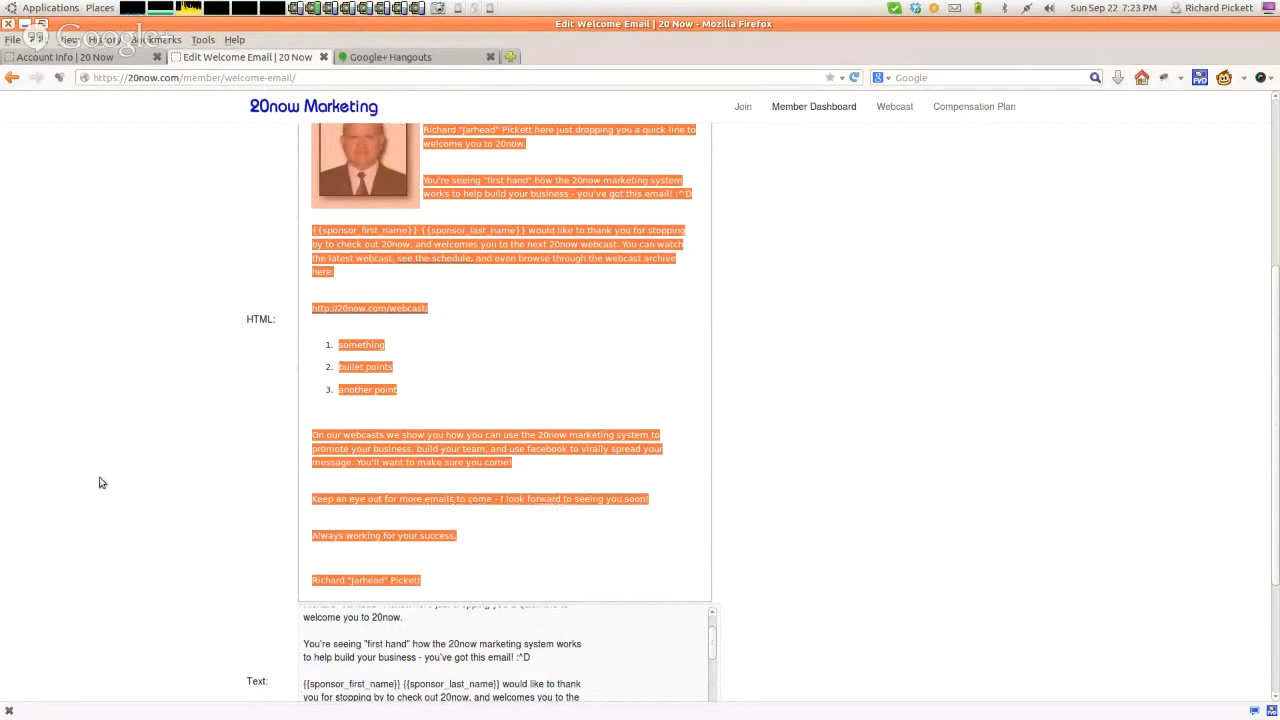 Applications Places
Sun Sep 22 7:23 PM Richard Pickett
Edit Welcome Email | 20 Now - Mozilla Firefox
File View History Bookmarks Tools Help
Google+
Account Info | 20 Now
Edit Welcome Email | 20 Now
Google+ Hangouts
https://20now.com/member/welcome-email/
Google
FVD
20now Marketing
Join Member Dashboard Webcast Compensation Plan
Richard "Jarhead" Pickett here just dropping you a quick line to
welcome you to 20now.
You're seeing "first hand" how the 20now marketing system
works to help build your business - you've got this email! :^D
{{sponsor_first_name}} {{sponsor_last_name}} would like to thank you for stopping
by to check out 20now, and welcomes you to the next 20now webcast. You can watch
the latest webcast, see the schedule, and even browse through the webcast archive
here:
http://20now.com/webcast/
HTML:
1. something
2. bullet points
3. another point
On our webcasts we show you how you can use the 20now marketing system to
promote your business, build your team, and use facebook to virally spread your
message. You'll want to make sure you come!
Keep an eye out for more emails to come - I look forward to seeing you soon!
Always working for your success,
Richard "Jarhead" Pickett
welcome you to 20now.
You're seeing "first hand" how the 20now marketing system works
to help build your business - you've got this email! :^D
Text:
{{sponsor_first_name}} {{sponsor_last_name}} would like to thank
you for stopping by to check out 20now, and welcomes you to the
FVD